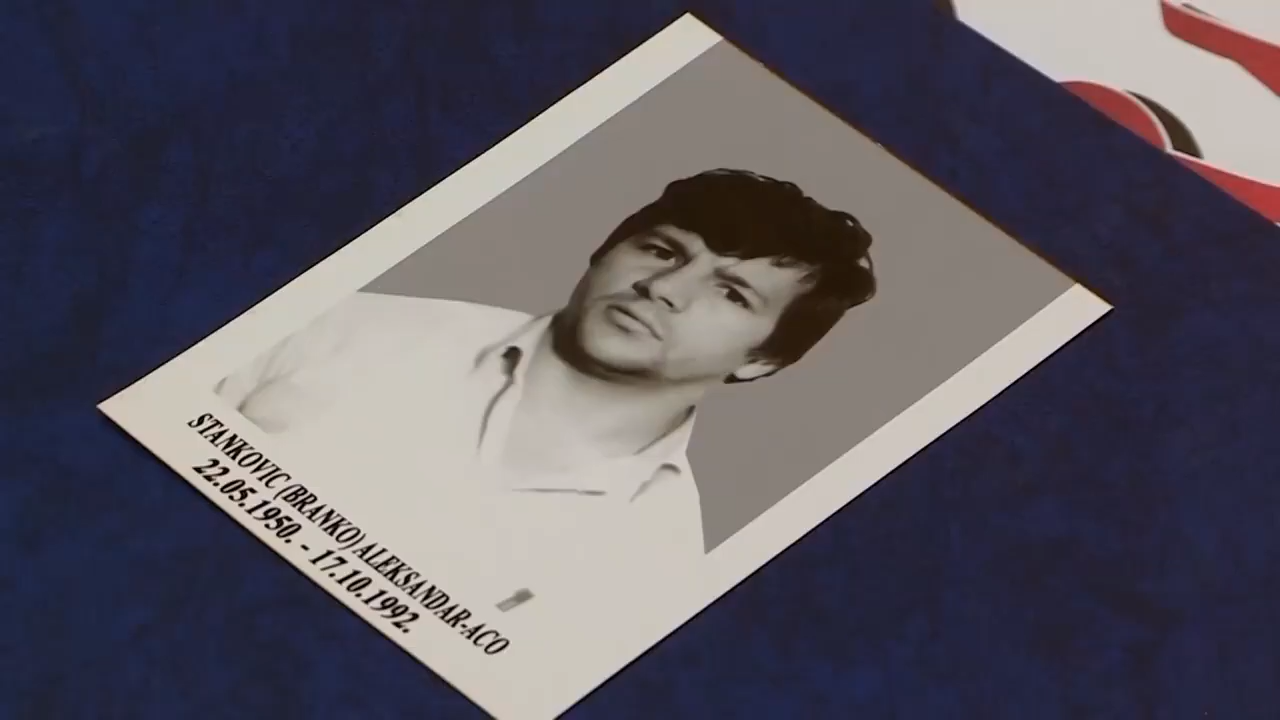 STANKOVIC (BRANKO) ALEKSANDAR-ACO
22.05.1950. - 17.10.1992.